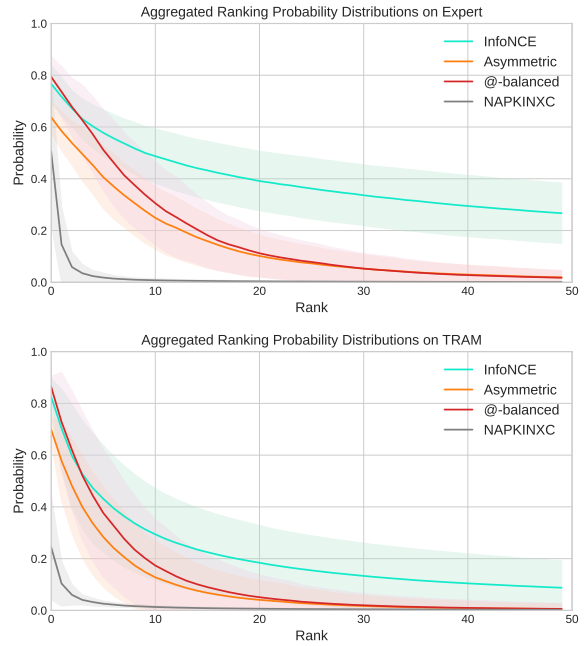 Aggregated Ranking Probability Distributions on Expert
1.0
0.8
0.6
0.4
0.2
0.0
Probability
InfoNCE
Asymmetric
@-balanced
NAPKINXC
0 10 20 30 40 50
Rank
Aggregated Ranking Probability Distributions on TRAM
1.0
0.8
0.6
0.4
0.2
0.0
Probability
InfoNCE
Asymmetric
@-balanced
NAPKINXC
0 10 20 30 40 50
Rank